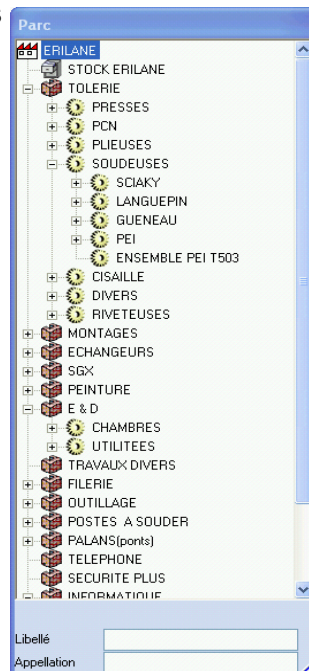 Parc
ERILANE
STOCK ERILANE
TOLERIE
PRESSES
PCN
PLIEUSES
SOUDEUSES
SCIAKY
LANGUEPIN
GUENEAU
PEI
ENSEMBLE PEI T503
CISAILLE
DIVERS
RIVETEUSES
MONTAGES
ECHANGEURS
SGX
PEINTURE
E & D
CHAMBRES
UTILITEES
TRAVAUX DIVERS
FILERIE
OUTILLAGE
POSTES A SOUDER
PALANS(ponts)
TELEPHONE
SECURITE PLUS
INFORMATIQUE
Libellé
Appellation